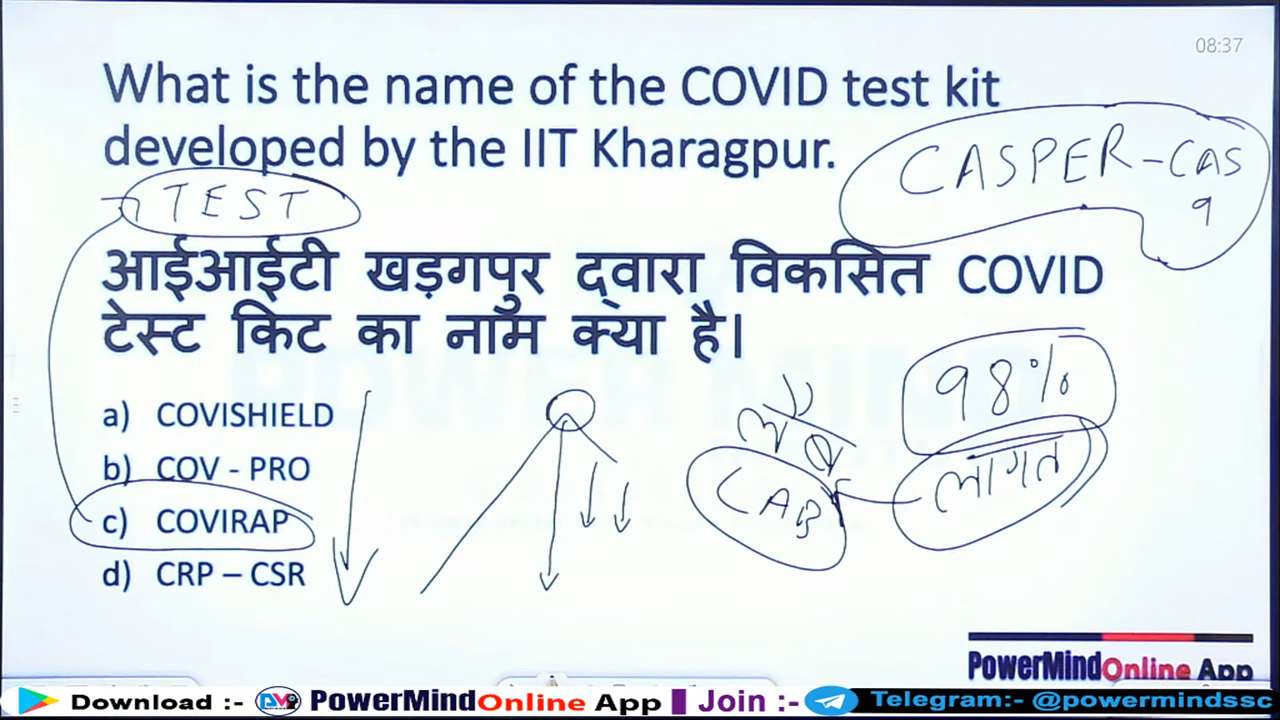 08:37
What is the name of the COVID test kit
developed by the IIT Kharagpur.
CASPER-CAS
9
TEST
आईआईटी खड़गपुर द्वारा विकसित COVID
टेस्ट किट का नाम क्या है।
98%
लैब
लागत
LAB
a) COVISHIELD
b) COV - PRO
c) COVIRAP
d) CRP – CSR
PowerMindOnline App
Download :- PowerMindOnline App Join :- Telegram:- @powermindssc